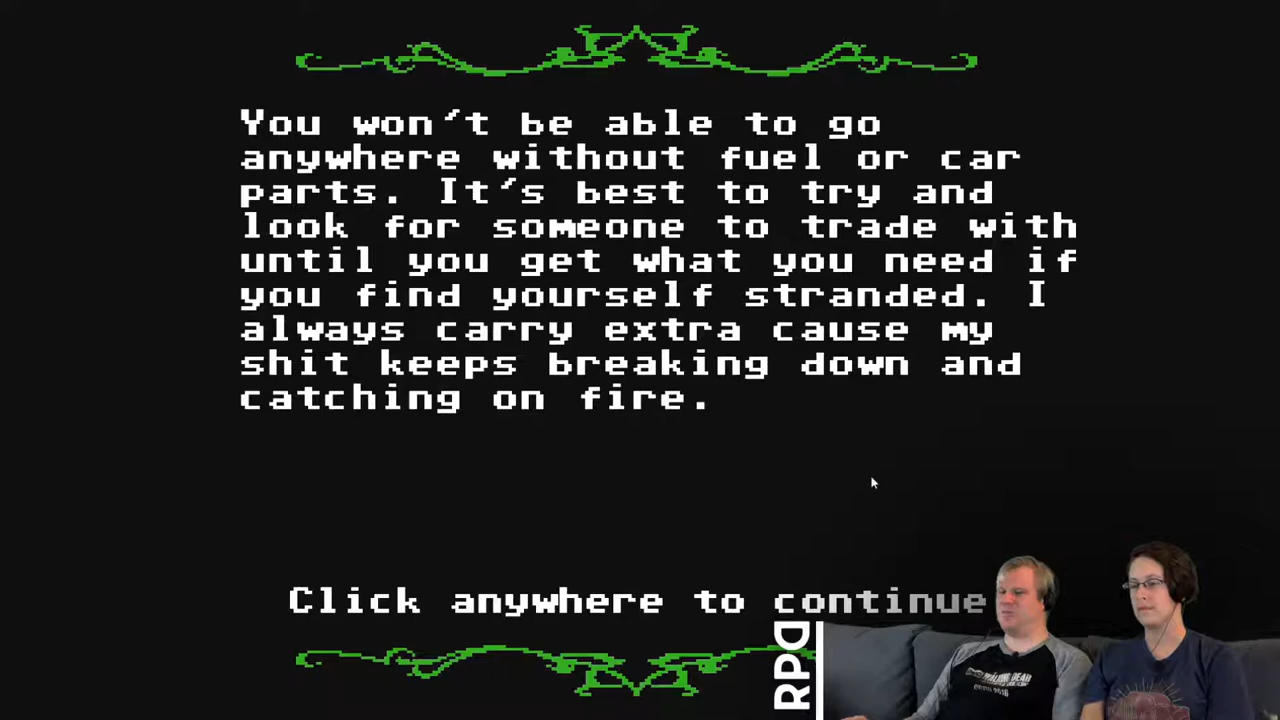 You won't be able to go
anywhere without fuel or car
parts. It's best to try and
look for someone to trade with
until you get what you need if
you find yourself stranded. I
always carry extra cause my
shit keeps breaking down and
catching on fire.
Click anywhere to continue
RPD